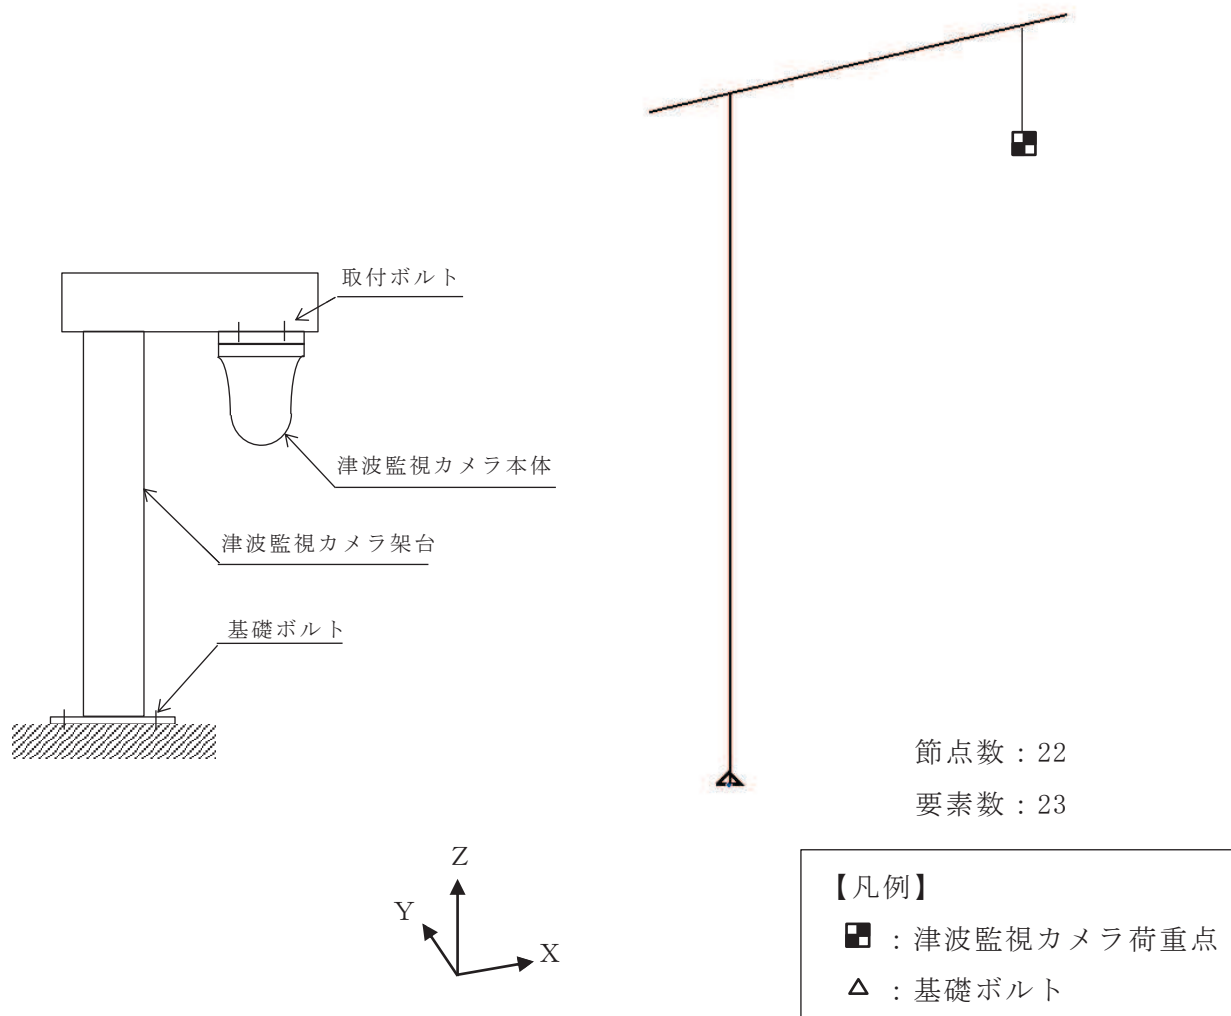 取付ボルト
津波監視カメラ本体
津波監視カメラ架台
基礎ボルト
節点数：22
要素数：23
Z
Y
X
【凡例】
：津波監視カメラ荷重点
：基礎ボルト